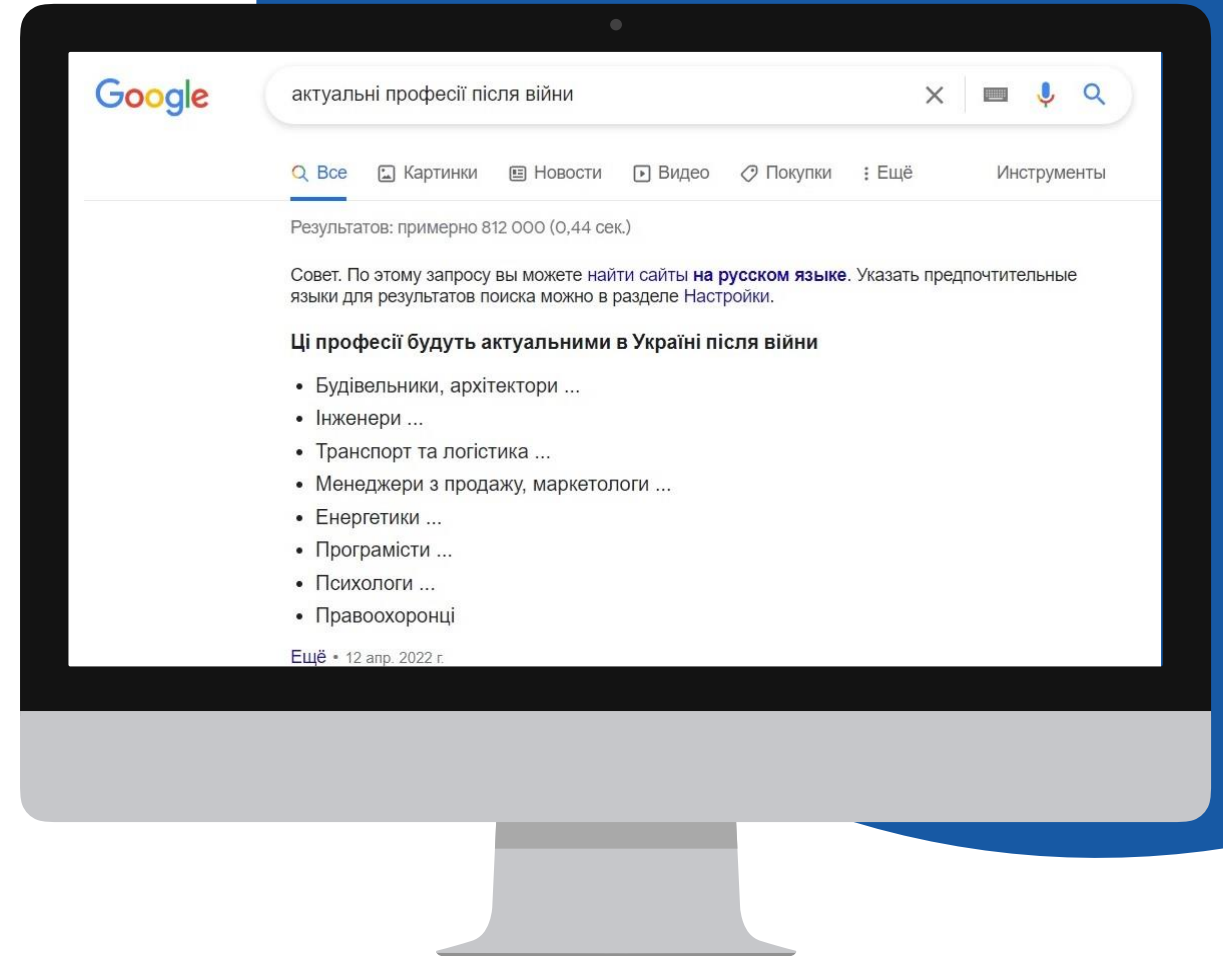 Google
актуальні професії після війни
Все Картинки Новости Видео Покупки Ещё Инструменты
Результатов: примерно 812 000 (0,44 сек.)
Совет. По этому запросу вы можете найти сайты на русском языке. Указать предпочтительные
языки для результатов поиска можно в разделе Настройки.
Ці професії будуть актуальними в Україні після війни
• Будівельники, архітектори ...
• Інженери ...
• Транспорт та логістика ...
• Менеджери з продажу, маркетологи ...
• Енергетики ...
• Програмісти ...
• Психологи ...
• Правоохоронці
Ещё • 12 апр. 2022 г.